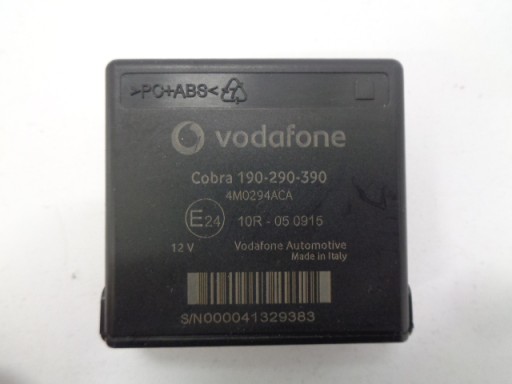 >PC+ABS<
vodafone
Cobra 190-290-390
4M0294ACA
E24 10R - 05 0915
12 V Vodafone Automotive
Made in Italy
S/N000041329383